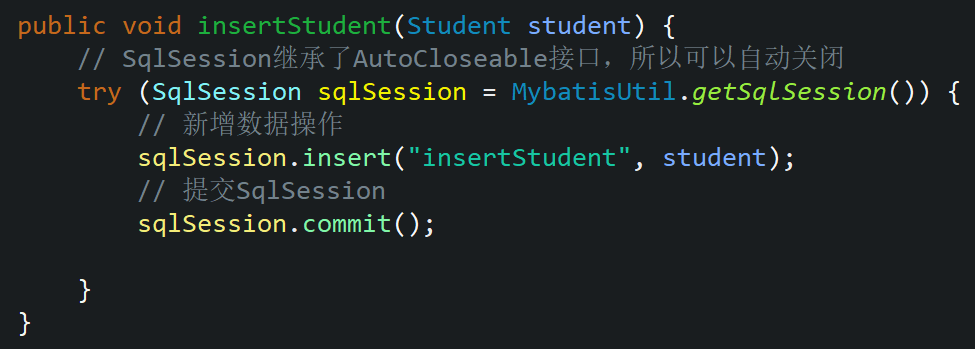 public void insertStudent(Student student) {
    // SqlSession继承了AutoCloseable接口，所以可以自动关闭
    try (SqlSession sqlSession = MybatisUtil.getSqlSession()) {
        // 新增数据操作
        sqlSession.insert("insertStudent", student);
        // 提交SqlSession
        sqlSession.commit();
    }
}